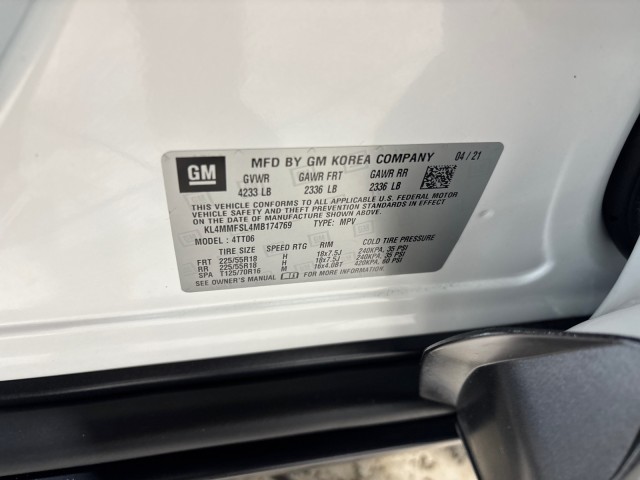 GM
MFD BY GM KOREA COMPANY 04 / 21
GVWR GAWR FRT GAWR RR
4233 LB 2336 LB 2336 LB
THIS VEHICLE CONFORMS TO ALL APPLICABLE U.S. FEDERAL MOTOR
VEHICLE SAFETY, BUMPER, AND THEFT PREVENTION STANDARDS IN EFFECT
ON THE DATE OF MANUFACTURE SHOWN ABOVE.
KL4MMFSL4MB174769 TYPE: MPV
MODEL : 4TT06
TIRE SIZE SPEED RTG RIM COLD TIRE PRESSURE
FRT 225/55R18 H 18x7.5J 240KPA, 35 PSI
RR 225/55R18 H 18x7.5J 240KPA, 35 PSI
SPA T125/70R16 M 16x4.0BT 420KPA, 60 PSI
SEE OWNER'S MANUAL FOR MORE INFORMATION.